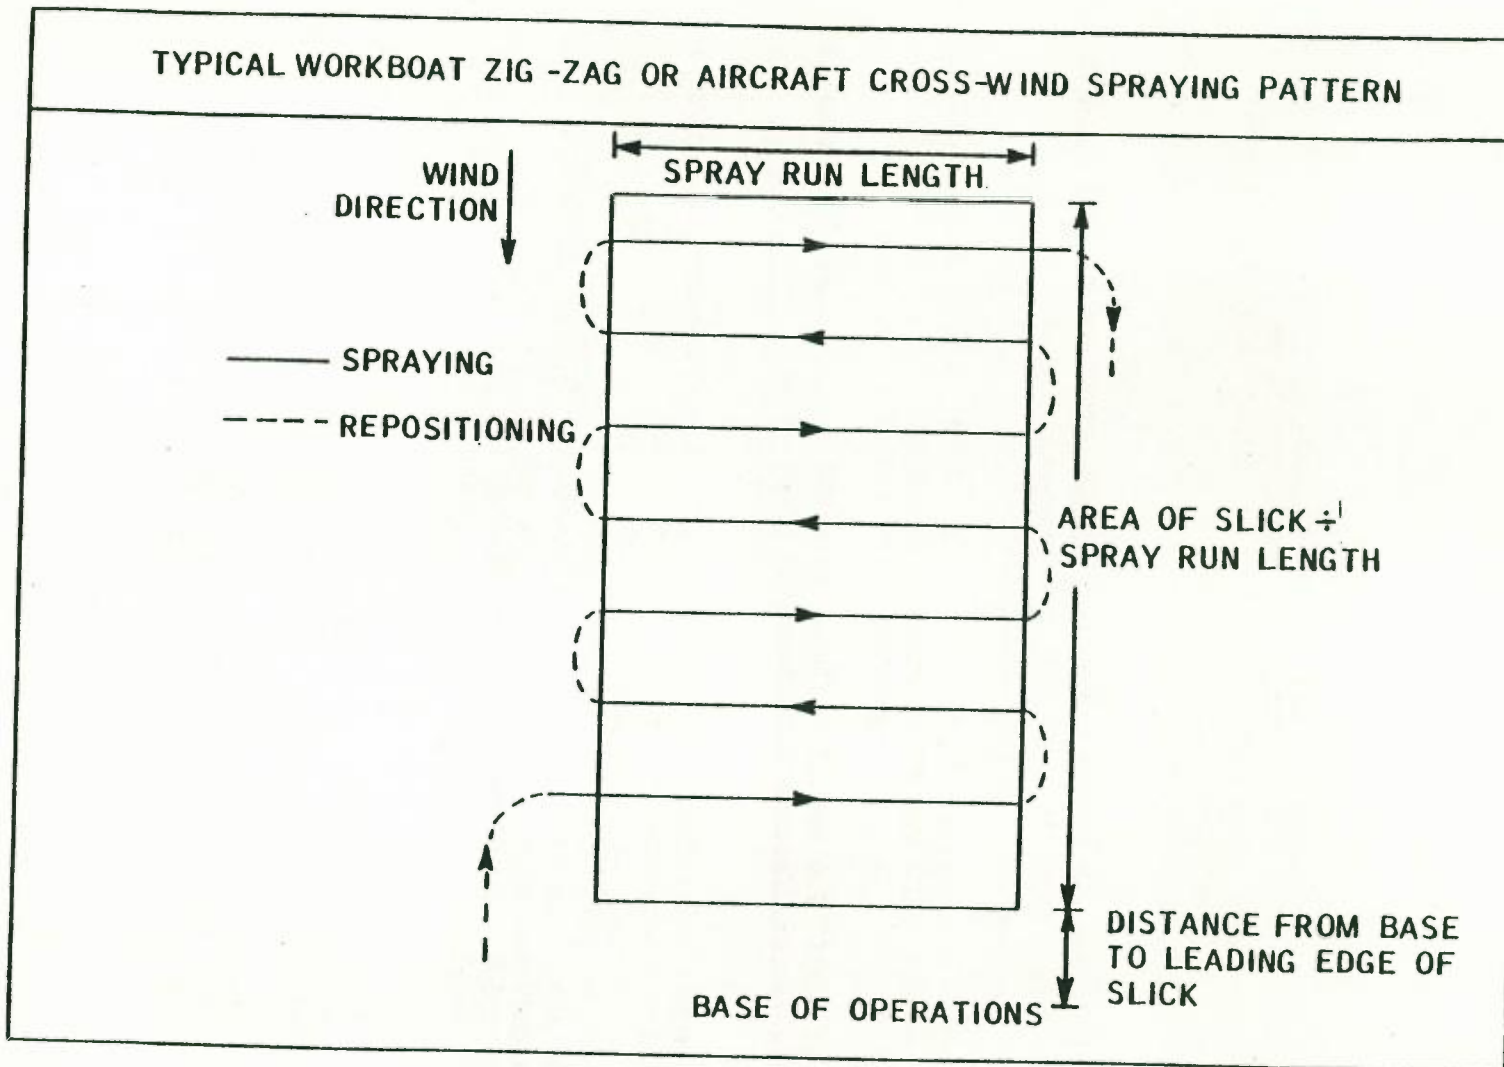 TYPICAL WORKBOAT ZIG-ZAG OR AIRCRAFT CROSS-WIND SPRAYING PATTERN
WIND
DIRECTION
SPRAY RUN LENGTH
SPRAYING
REPOSITIONING
AREA OF SLICK ÷
SPRAY RUN LENGTH
DISTANCE FROM BASE
TO LEADING EDGE OF
SLICK
BASE OF OPERATIONS